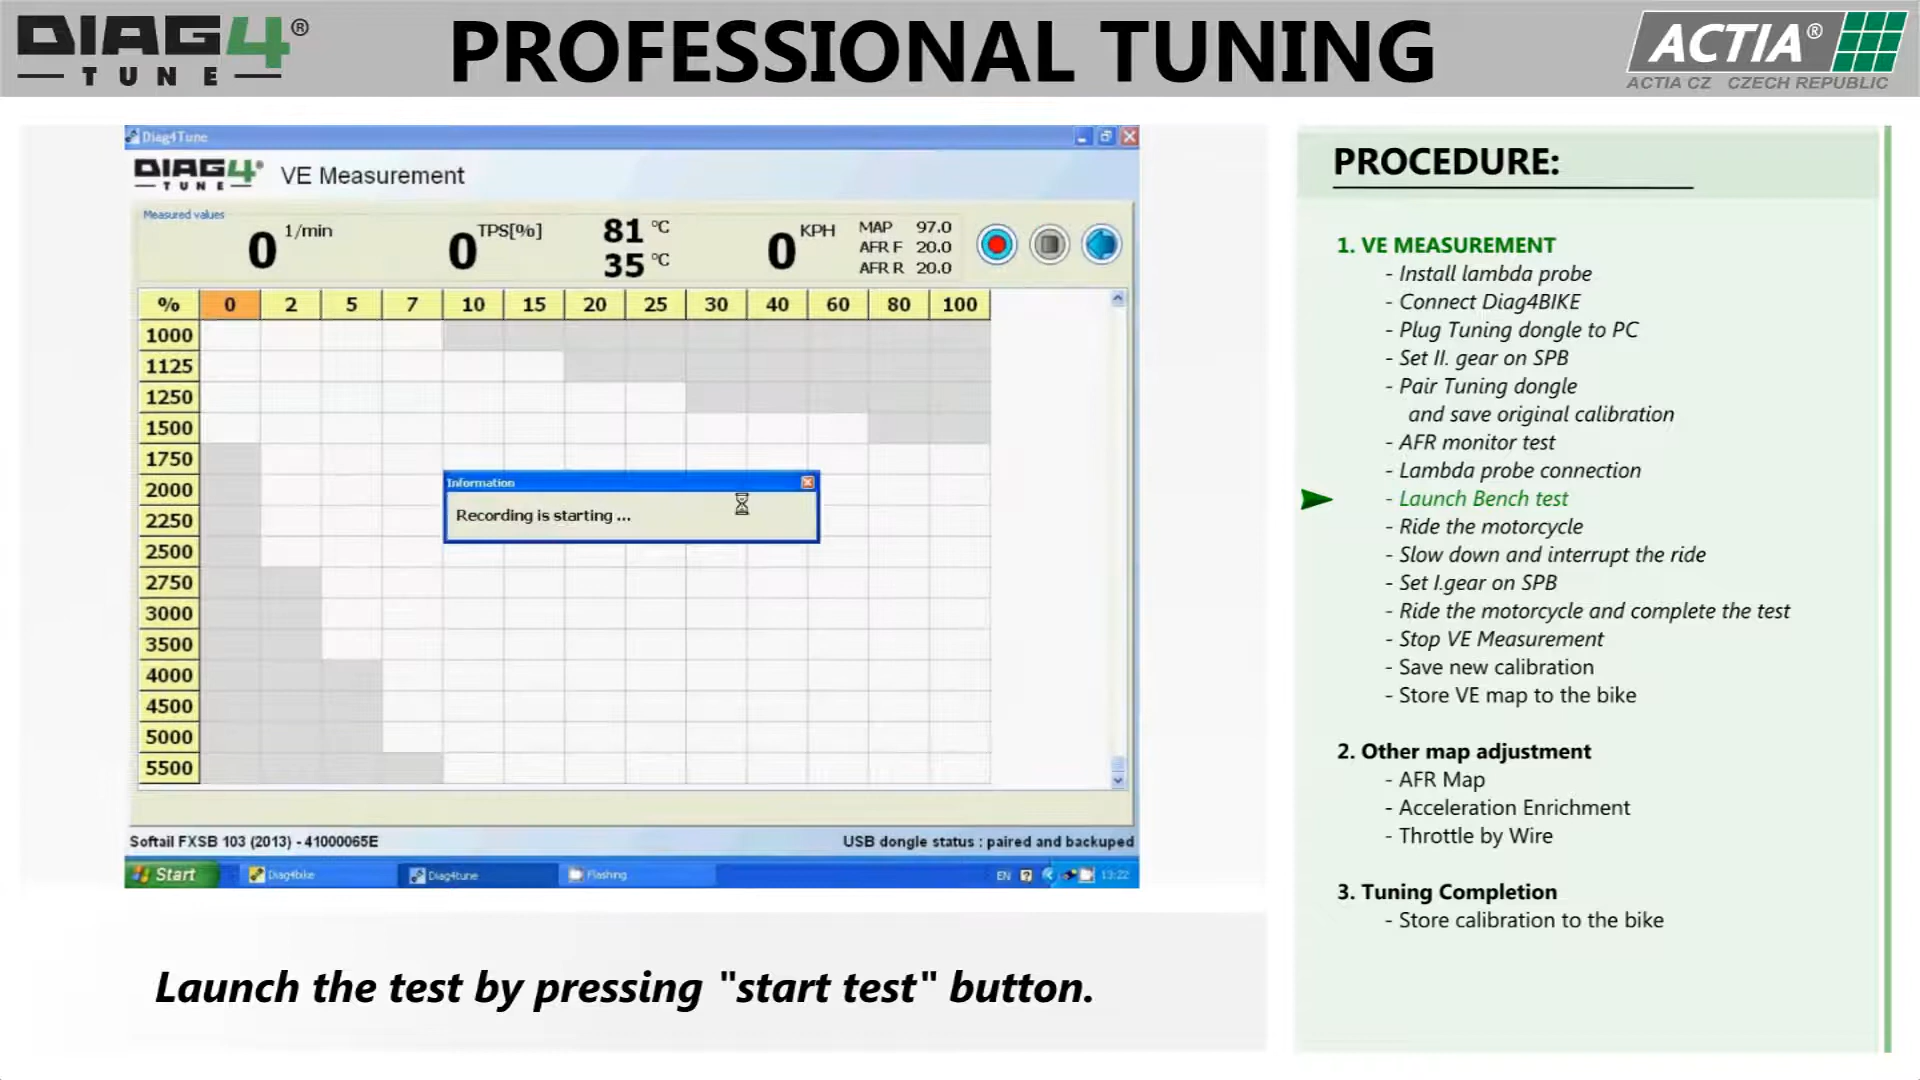 DIAG4® TUNE
PROFESSIONAL TUNING
ACTIA®
ACTIA CZ CZECH REPUBLIC
Diag4Tune
DIAG4® TUNE
VE Measurement
Measured values
0 1/min
0 TPS[%]
81 °C
35 °C
0 KPH
MAP 97.0
AFR F 20.0
AFR R 20.0
% 0 2 5 7 10 15 20 25 30 40 60 80 100
1000
1125
1250
1500
1750
2000
2250
2500
2750
3000
3500
4000
4500
5000
5500
Information
Recording is starting ...
Softail FXSB 103 (2013) - 41000065E
USB dongle status : paired and backuped
Start
Diag4bike
Diag4tune
Flashing
EN
13:22
Launch the test by pressing "start test" button.
PROCEDURE:
1. VE MEASUREMENT
- Install lambda probe
- Connect Diag4BIKE
- Plug Tuning dongle to PC
- Set II. gear on SPB
- Pair Tuning dongle
and save original calibration
- AFR monitor test
- Lambda probe connection
- Launch Bench test
- Ride the motorcycle
- Slow down and interrupt the ride
- Set I.gear on SPB
- Ride the motorcycle and complete the test
- Stop VE Measurement
- Save new calibration
- Store VE map to the bike
2. Other map adjustment
- AFR Map
- Acceleration Enrichment
- Throttle by Wire
3. Tuning Completion
- Store calibration to the bike